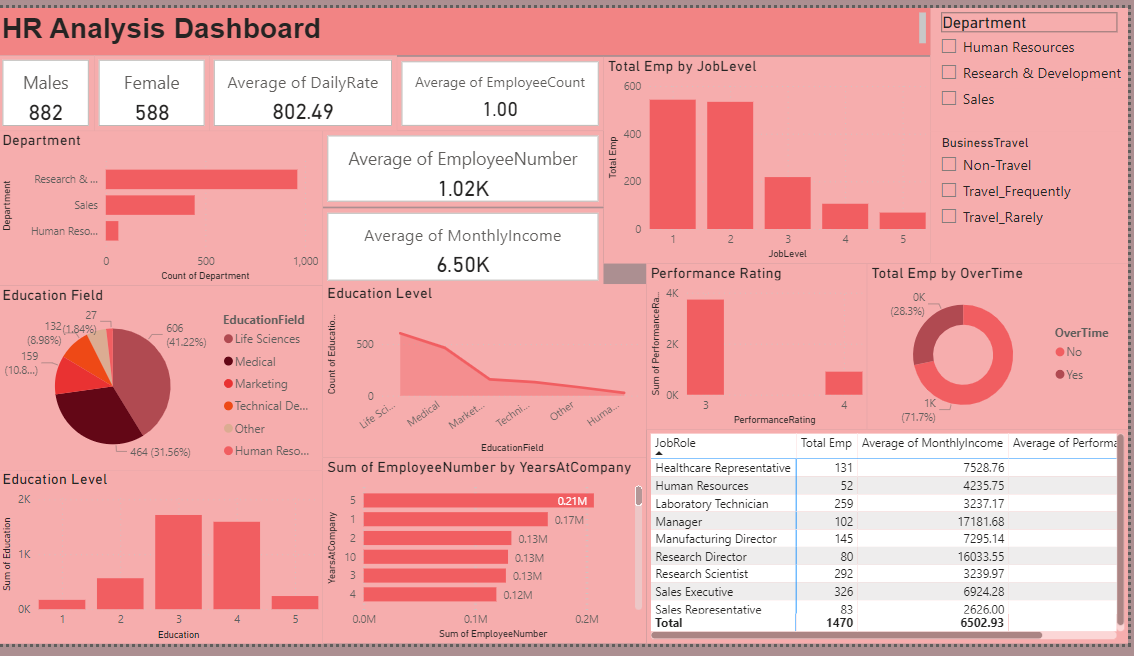 HR Analysis Dashboard
Males
882
Female
588
Average of DailyRate
802.49
Average of EmployeeCount
1.00
Average of EmployeeNumber
1.02K
Average of MonthlyIncome
6.50K
Total Emp by JobLevel
Total Emp
600
400
200
0
1 2 3 4 5
JobLevel
Department
Human Resources
Research & Development
Sales
BusinessTravel
Non-Travel
Travel_Frequently
Travel_Rarely
Department
Department
Research & ...
Sales
Human Reso...
0 500 1,000
Count of Department
Education Field
606
(41.22%)
464 (31.56%)
159
(10.8...)
132
(8.98%)
27
(1.84%)
EducationField
Life Sciences
Medical
Marketing
Technical De...
Other
Human Reso...
Education Level
Count of Educatio...
500
0
Life Sci... Medical Market... Techni... Other Huma...
EducationField
Performance Rating
Sum of PerformanceRa...
4K
2K
0K
3 4
PerformanceRating
Total Emp by OverTime
0K
(28.3%)
1K
(71.7%)
OverTime
No
Yes
Education Level
Sum of Education
2K
1K
0K
1 2 3 4 5
Education
Sum of EmployeeNumber by YearsAtCompany
YearsAtCompany
5 0.21M
1 0.17M
2 0.13M
10 0.13M
3 0.13M
4 0.12M
0.0M 0.1M 0.2M
Sum of EmployeeNumber
JobRole Total Emp Average of MonthlyIncome Average of Performa
Healthcare Representative 131 7528.76
Human Resources 52 4235.75
Laboratory Technician 259 3237.17
Manager 102 17181.68
Manufacturing Director 145 7295.14
Research Director 80 16033.55
Research Scientist 292 3239.97
Sales Executive 326 6924.28
Sales Representative 83 2626.00
Total 1470 6502.93